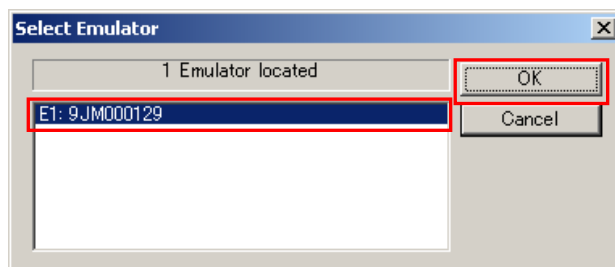 Select Emulator
1 Emulator located
OK
E1: 9JM000129
Cancel